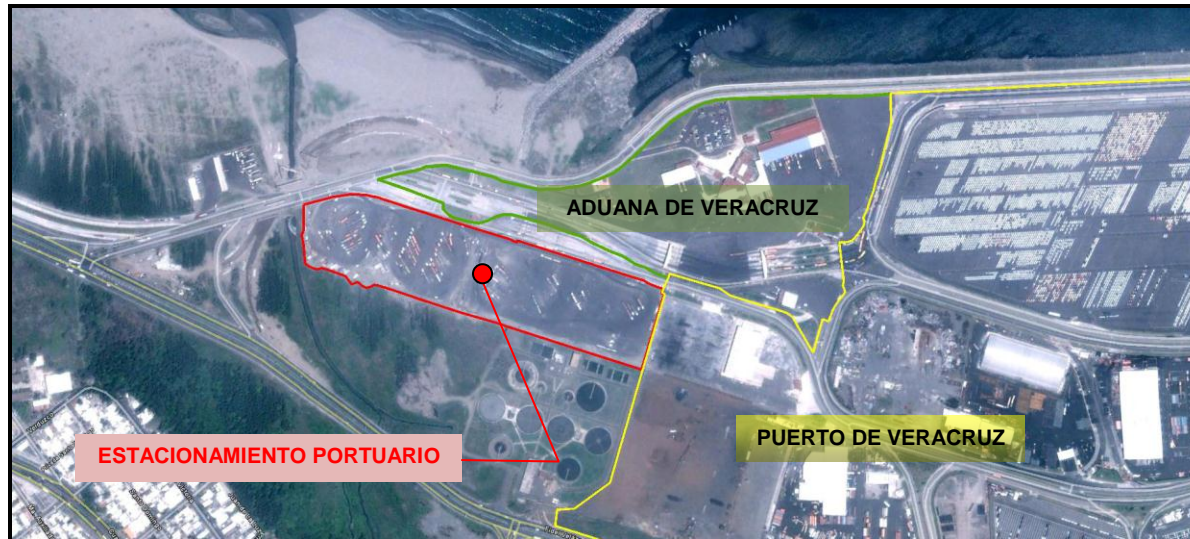 ADUANA DE VERACRUZ
PUERTO DE VERACRUZ
ESTACIONAMIENTO PORTUARIO